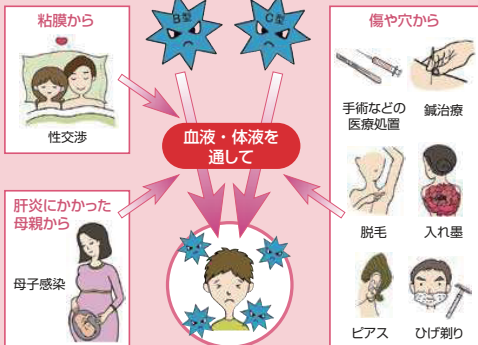 粘膜から
性交渉
B型
C型
血液・体液を
通して
肝炎にかかった
母親から
母子感染
傷や穴から
手術などの
医療処置
鍼治療
脱毛
入れ墨
ピアス
ひげ剃り